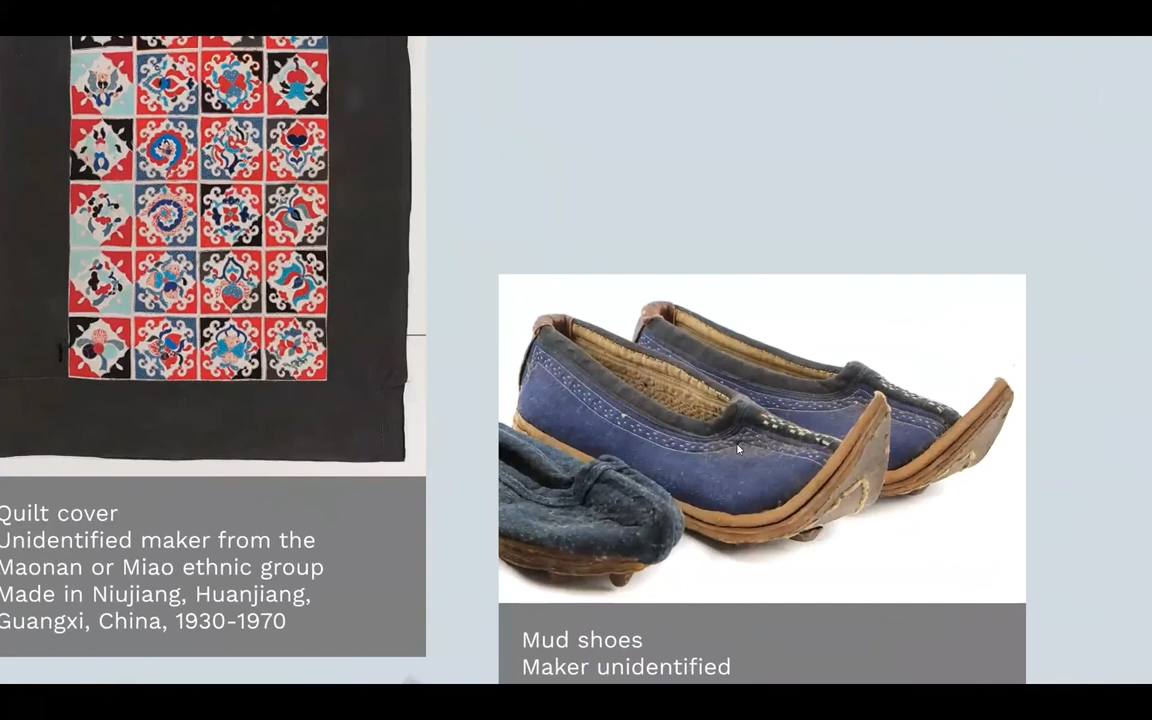 Quilt cover
Unidentified maker from the
Maonan or Miao ethnic group
Made in Niujiang, Huanjiang,
Guangxi, China, 1930-1970
Mud shoes
Maker unidentified